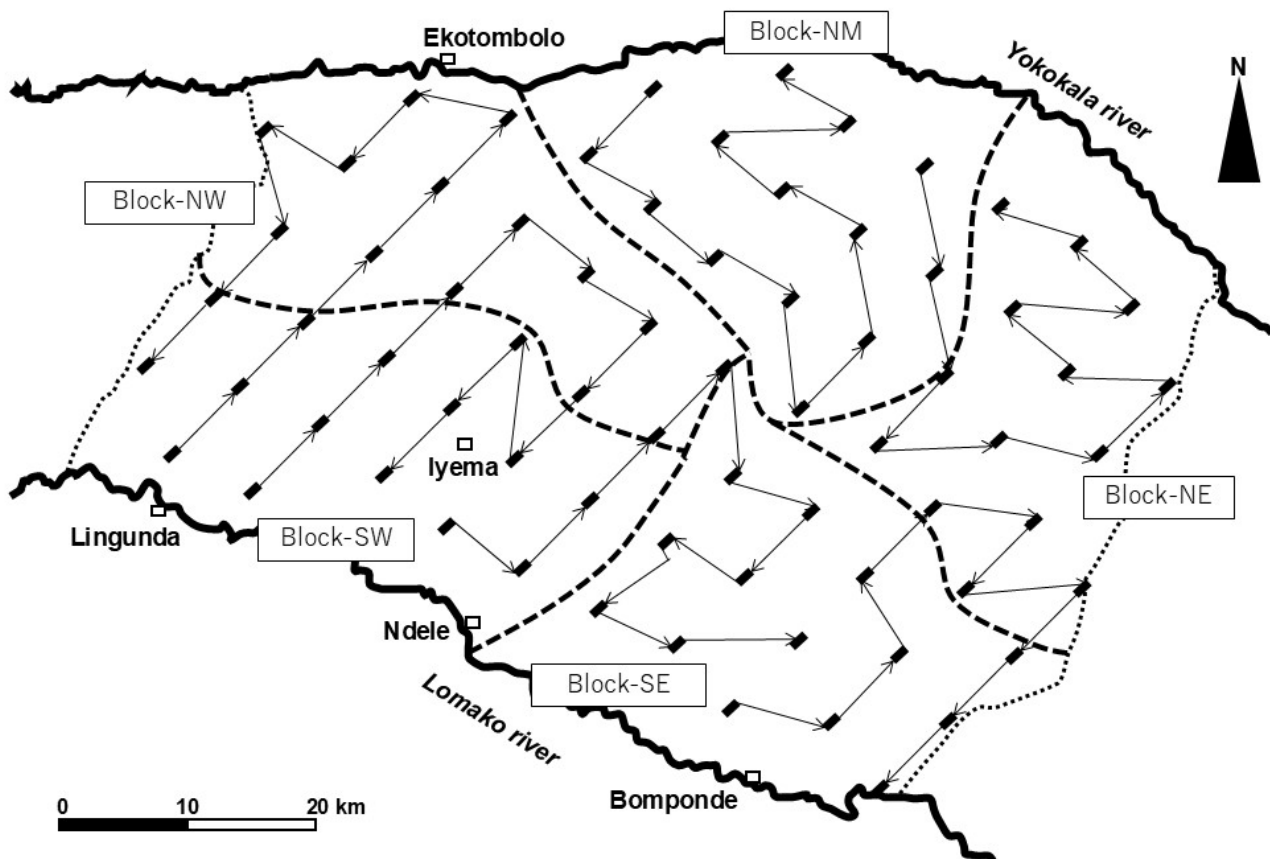 Block-NM
Ekotombolo
Yokokala river
N
Block-NW
Iyema
Block-NE
Lingunda
Block-SW
Ndele
Block-SE
Lomako river
Bomponde
0 10 20 km